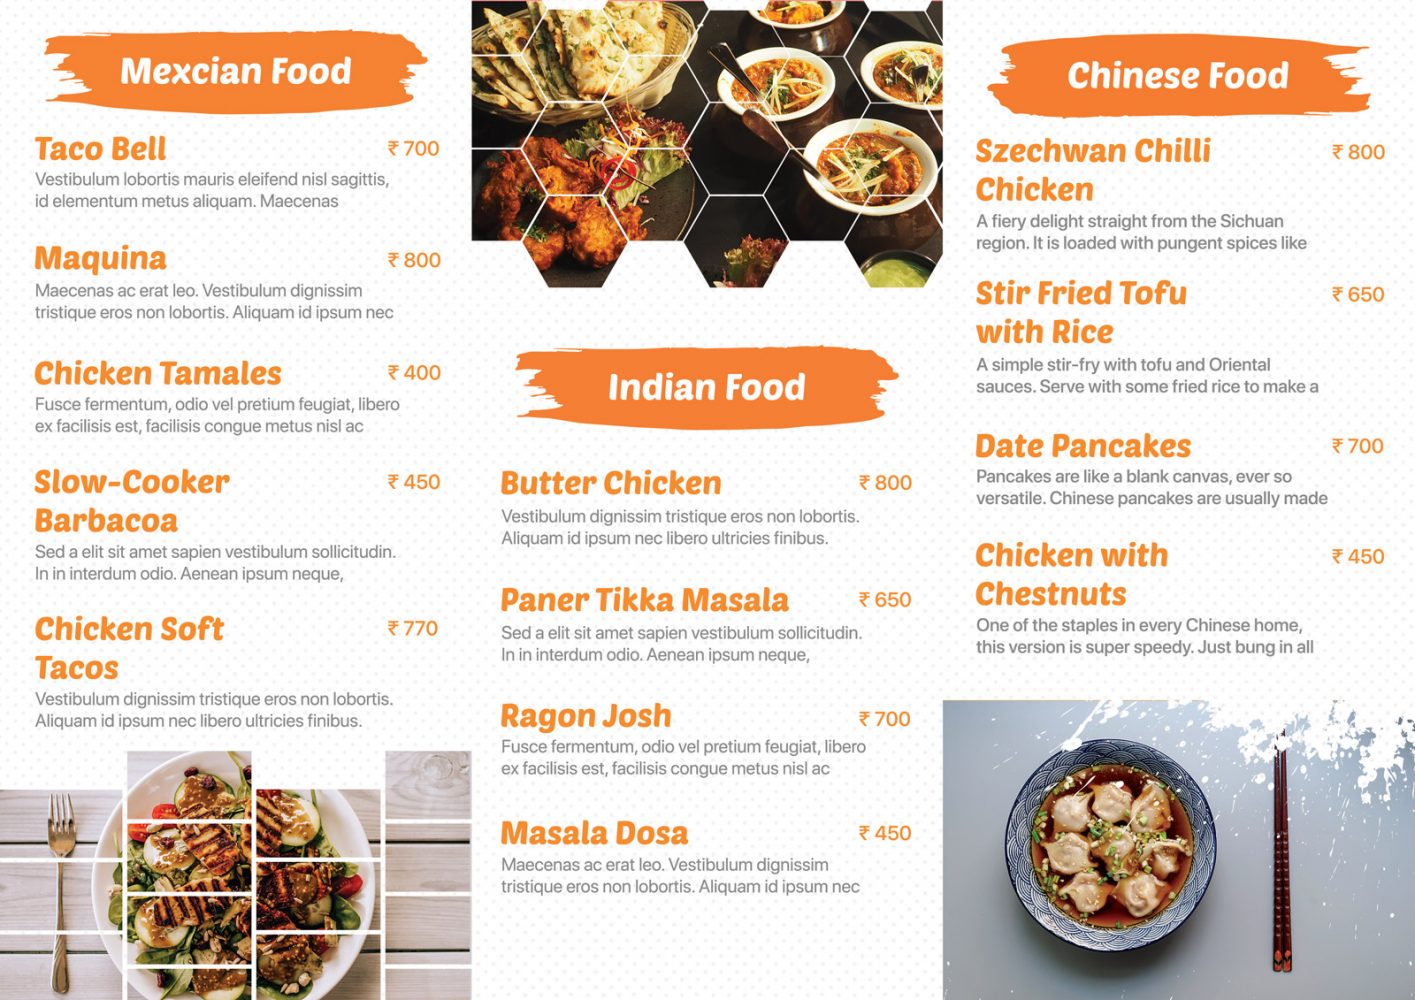 Mexcian Food
Taco Bell ₹ 700
Vestibulum lobortis mauris eleifend nisl sagittis,
id elementum metus aliquam. Maecenas
Maquina ₹ 800
Maecenas ac erat leo. Vestibulum dignissim
tristique eros non lobortis. Aliquam id ipsum nec
Chicken Tamales ₹ 400
Fusce fermentum, odio vel pretium feugiat, libero
ex facilisis est, facilisis congue metus nisl ac
Slow-Cooker ₹ 450
Barbacoa
Sed a elit sit amet sapien vestibulum sollicitudin.
In in interdum odio. Aenean ipsum neque,
Chicken Soft ₹ 770
Tacos
Vestibulum dignissim tristique eros non lobortis.
Aliquam id ipsum nec libero ultricies finibus.
Indian Food
Butter Chicken ₹ 800
Vestibulum dignissim tristique eros non lobortis.
Aliquam id ipsum nec libero ultricies finibus.
Paner Tikka Masala ₹ 650
Sed a elit sit amet sapien vestibulum sollicitudin.
In in interdum odio. Aenean ipsum neque,
Ragon Josh ₹ 700
Fusce fermentum, odio vel pretium feugiat, libero
ex facilisis est, facilisis congue metus nisl ac
Masala Dosa ₹ 450
Maecenas ac erat leo. Vestibulum dignissim
tristique eros non lobortis. Aliquam id ipsum nec
Chinese Food
Szechwan Chilli ₹ 800
Chicken
A fiery delight straight from the Sichuan
region. It is loaded with pungent spices like
Stir Fried Tofu ₹ 650
with Rice
A simple stir-fry with tofu and Oriental
sauces. Serve with some fried rice to make a
Date Pancakes ₹ 700
Pancakes are like a blank canvas, ever so
versatile. Chinese pancakes are usually made
Chicken with ₹ 450
Chestnuts
One of the staples in every Chinese home,
this version is super speedy. Just bung in all